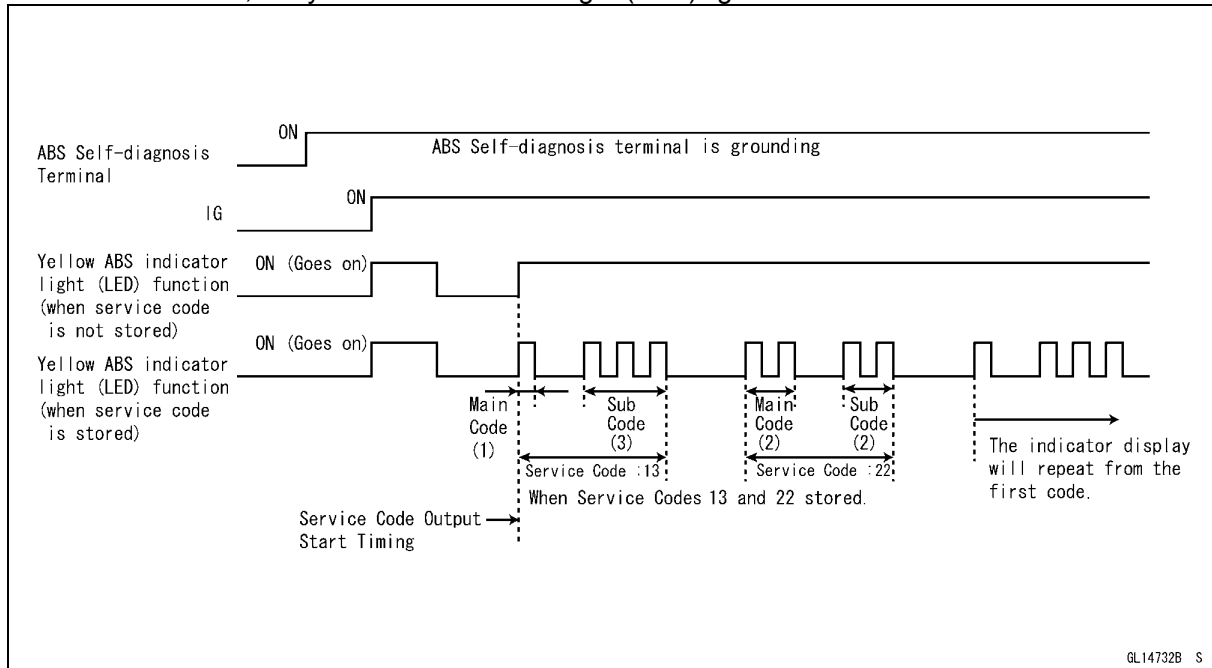 ON
ABS Self-diagnosis
Terminal
ABS Self-diagnosis terminal is grounding
IG
ON
Yellow ABS indicator
light (LED) function
(when service code
is not stored)
ON (Goes on)
Yellow ABS indicator
light (LED) function
(when service code
is stored)
ON (Goes on)
Main
Code
(1)
Sub
Code
(3)
Main
Code
(2)
Sub
Code
(2)
Service Code :13
Service Code :22
When Service Codes 13 and 22 stored.
The indicator display
will repeat from the
first code.
Service Code Output
Start Timing
GL14732B S